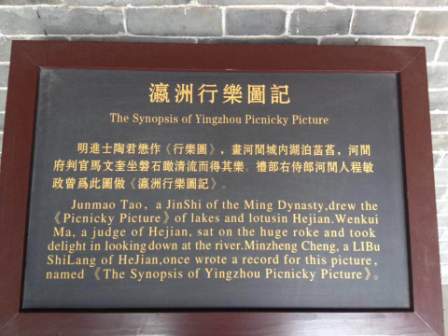 瀛洲行樂圖記
The Synopsis of Yingzhou Picnicky Picture
明進士陶君懋作《行樂圖》，畫河間城内湖泊菡萏，河間
府判官馬文奎坐磐石瞰清流而得其樂。禮部右侍郎河間人程敏
政曾爲此圖做《瀛洲行樂圖記》。
Junmao Tao, a JinShi of the Ming Dynasty,drew the
《Picnicky Picture》of lakes and lotusin Hejian.Wenkui
Ma, a judge of Hejian, sat on the huge roke and took
delight in lookingdown at the river.Minzheng Cheng, a LIBu
ShiLang of HeJian,once wrote a record for this picture,
named《The Synopsis of Yingzhou Picnicky Picture》。